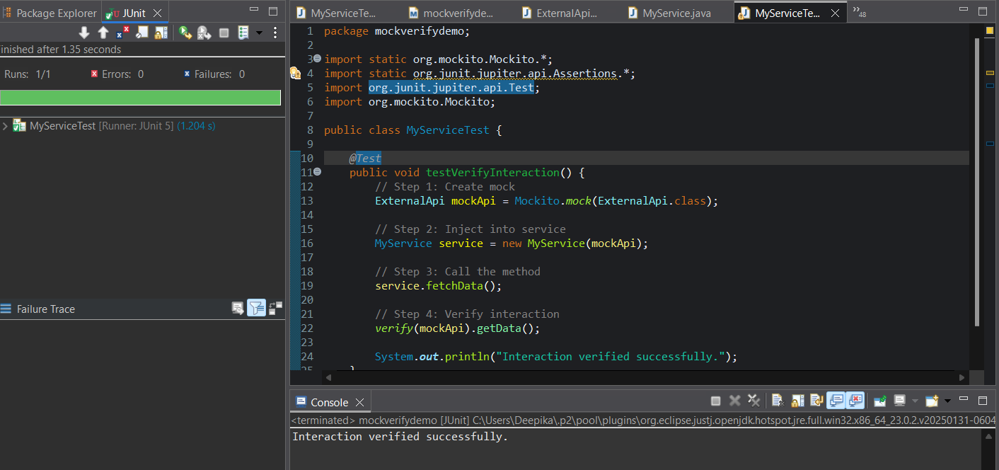 Package Explorer
JUnit
MyServiceTe...
mockverifyde...
ExternalApi...
MyService.java
MyServiceTe...
»48
inished after 1.35 seconds
Runs: 1/1
Errors: 0
Failures: 0
MyServiceTest [Runner: JUnit 5] (1.204 s)
Failure Trace
1 package mockverifydemo;
2
3 import static org.mockito.Mockito.*;
4 import static org.junit.jupiter.api.Assertions.*;
5 import org.junit.jupiter.api.Test;
6 import org.mockito.Mockito;
7
8 public class MyServiceTest {
9
10 @Test
11 public void testVerifyInteraction() {
12 // Step 1: Create mock
13 ExternalApi mockApi = Mockito.mock(ExternalApi.class);
14
15 // Step 2: Inject into service
16 MyService service = new MyService(mockApi);
17
18 // Step 3: Call the method
19 service.fetchData();
20
21 // Step 4: Verify interaction
22 verify(mockApi).getData();
23
24 System.out.println("Interaction verified successfully.");
25 }
Console
<terminated> mockverifydemo [JUnit] C:\Users\Deepika\.p2\pool\plugins\org.eclipse.justj.openjdk.hotspot.jre.full.win32.x86_64_23.0.2.v20250131-0604
Interaction verified successfully.